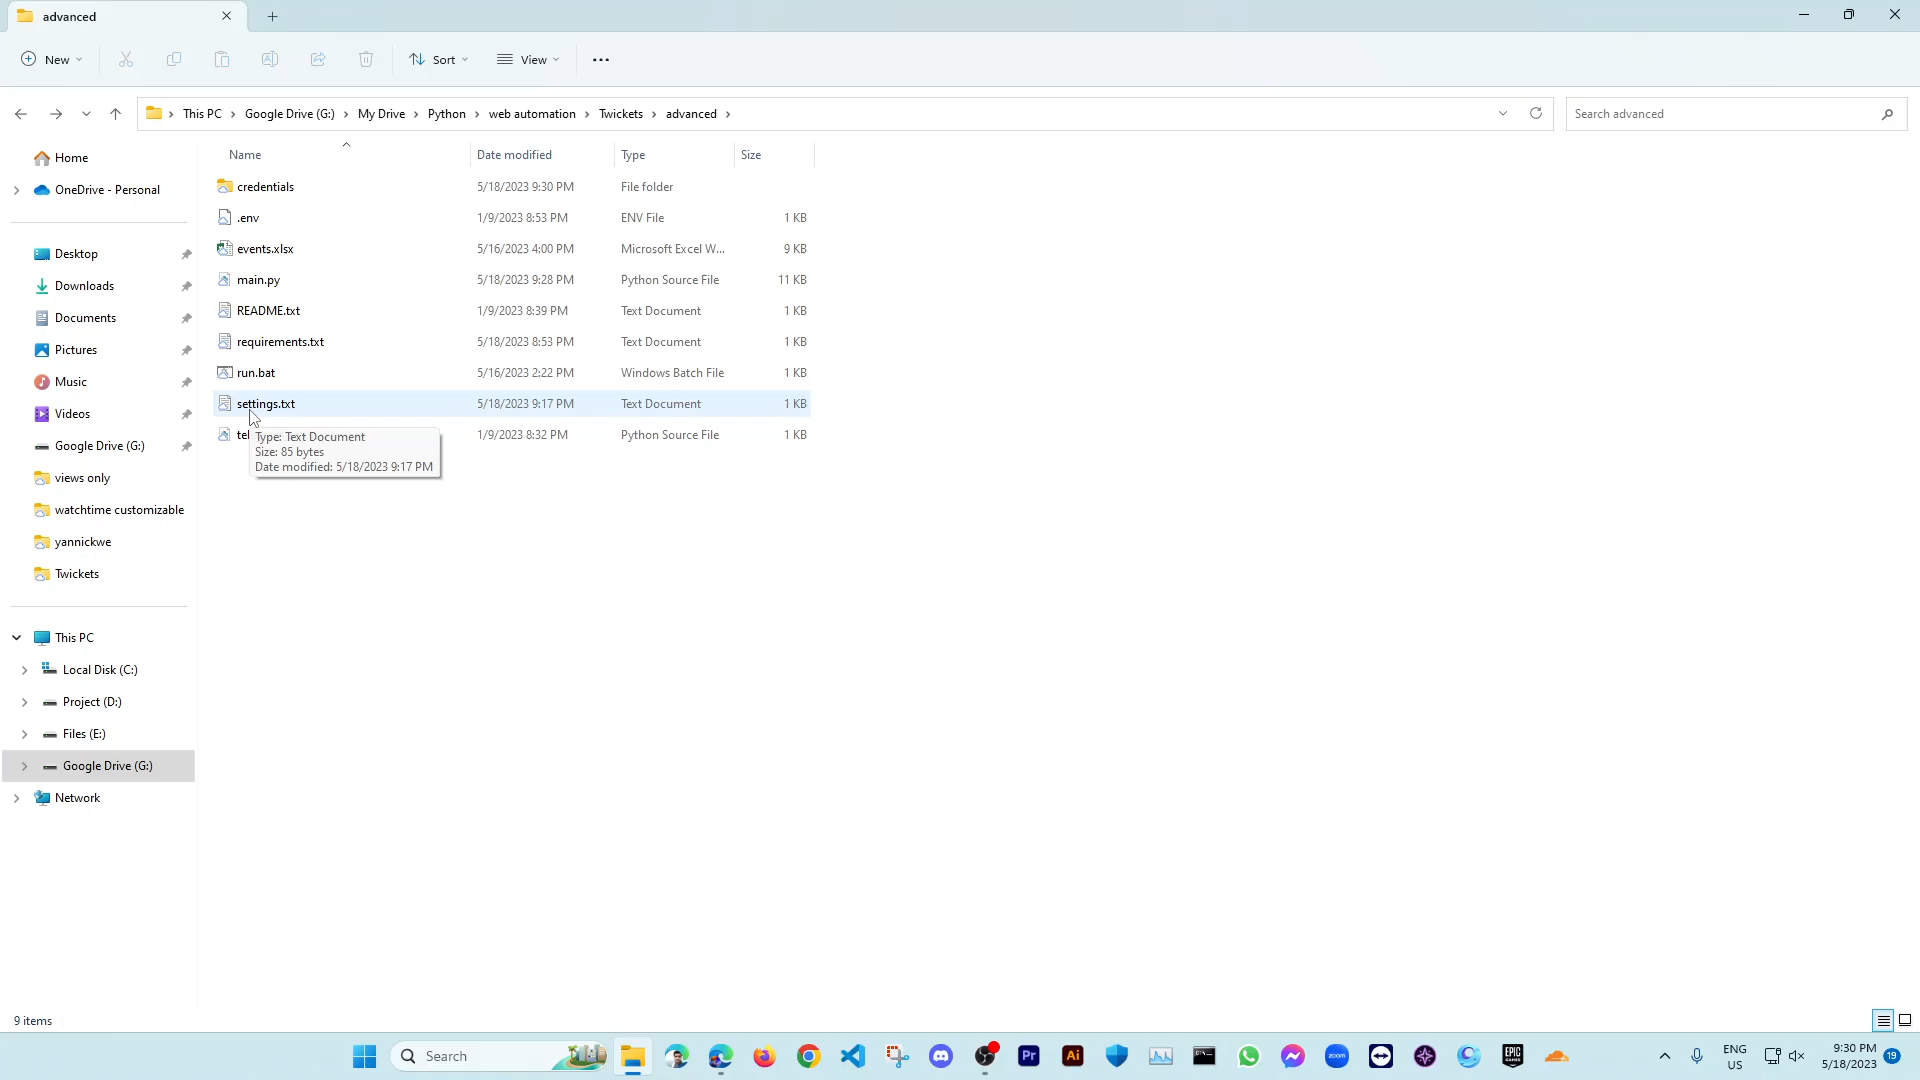 advanced
New
Sort
View
This PC
Google Drive (G:)
My Drive
Python
web automation
Twickets
advanced
Search advanced
Name
Date modified
Type
Size
Home
OneDrive - Personal
Desktop
Downloads
Documents
Pictures
Music
Videos
Google Drive (G:)
views only
watchtime customizable
yannickwe
Twickets
This PC
Local Disk (C:)
Project (D:)
Files (E:)
Google Drive (G:)
Network
credentials 5/18/2023 9:30 PM File folder
.env 1/9/2023 8:53 PM ENV File 1 KB
events.xlsx 5/16/2023 4:00 PM Microsoft Excel W... 9 KB
main.py 5/18/2023 9:28 PM Python Source File 11 KB
README.txt 1/9/2023 8:39 PM Text Document 1 KB
requirements.txt 5/18/2023 8:53 PM Text Document 1 KB
run.bat 5/16/2023 2:22 PM Windows Batch File 1 KB
settings.txt 5/18/2023 9:17 PM Text Document 1 KB
tel 1/9/2023 8:32 PM Python Source File 1 KB
Type: Text Document
Size: 85 bytes
Date modified: 5/18/2023 9:17 PM
9 items
Search
Pr
Ai
zoom
EPIC
GAMES
ENG
US
9:30 PM
5/18/2023
19